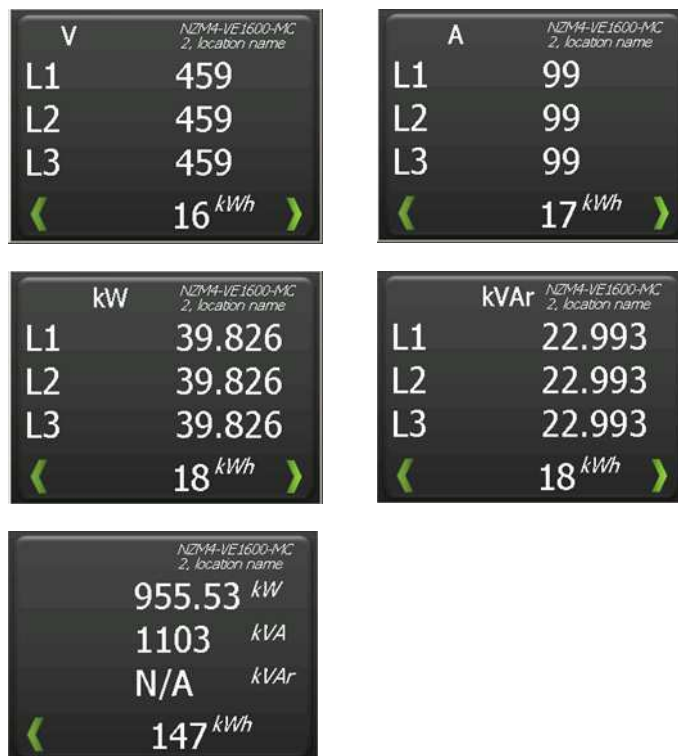 V NZM4-VE1600-MC
2, location name
L1 459
L2 459
L3 459
16 kWh
A NZM4-VE1600-MC
2, location name
L1 99
L2 99
L3 99
17 kWh
kW NZM4-VE1600-MC
2, location name
L1 39.826
L2 39.826
L3 39.826
18 kWh
kVAr NZM4-VE1600-MC
2, location name
L1 22.993
L2 22.993
L3 22.993
18 kWh
NZM4-VE1600-MC
2, location name
955.53 kW
1103 kVA
N/A kVAr
147 kWh